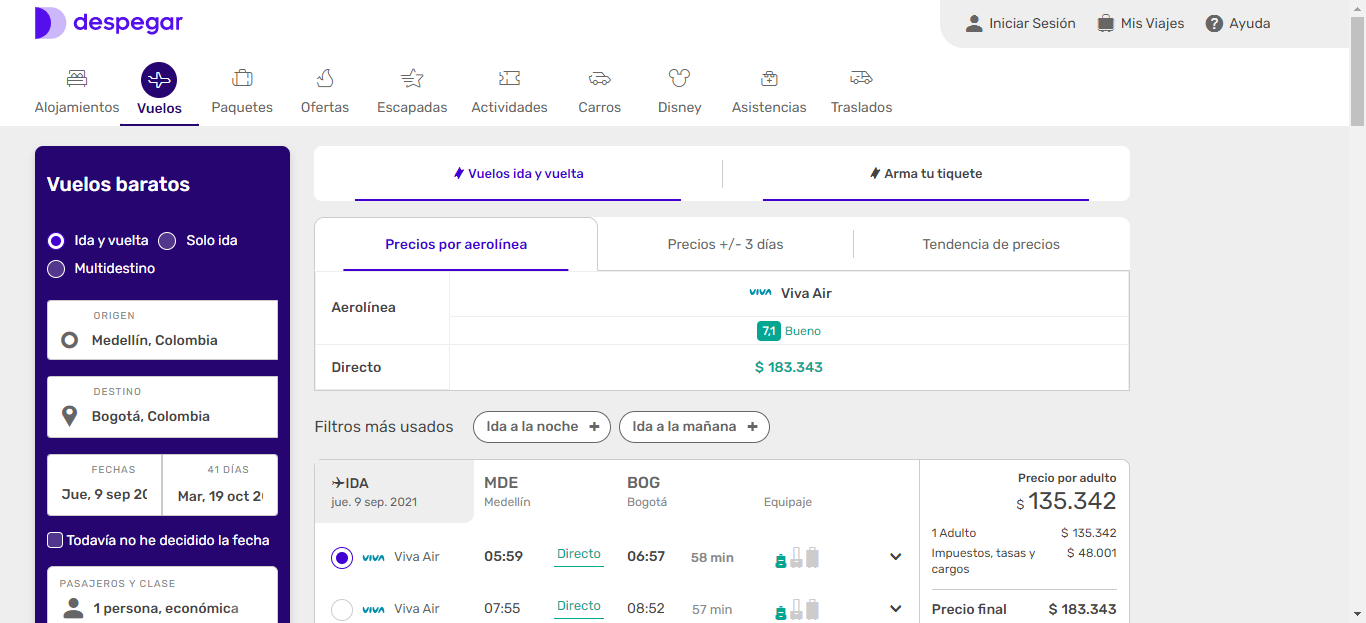 despegar
Iniciar Sesión Mis Viajes Ayuda
Alojamientos Vuelos Paquetes Ofertas Escapadas Actividades Carros Disney Asistencias Traslados
Vuelos baratos
Ida y vuelta Solo ida
Multidestino
ORIGEN
Medellín, Colombia
DESTINO
Bogotá, Colombia
FECHAS 41 DÍAS
Jue, 9 sep 20 Mar, 19 oct 2
Todavía no he decidido la fecha
PASAJEROS Y CLASE
1 persona, económica
Vuelos ida y vuelta Arma tu tiquete
Precios por aerolínea Precios +/- 3 días Tendencia de precios
Aerolínea
VIVA Viva Air
7,1 Bueno
Directo $ 183.343
Filtros más usados Ida a la noche + Ida a la mañana +
IDA MDE BOG
jue. 9 sep. 2021 Medellín Bogotá Equipaje
VIVA Viva Air 05:59 Directo 06:57 58 min
VIVA Viva Air 07:55 Directo 08:52 57 min
Precio por adulto
$ 135.342
1 Adulto $ 135.342
Impuestos, tasas y $ 48.001
cargos
Precio final $ 183.343